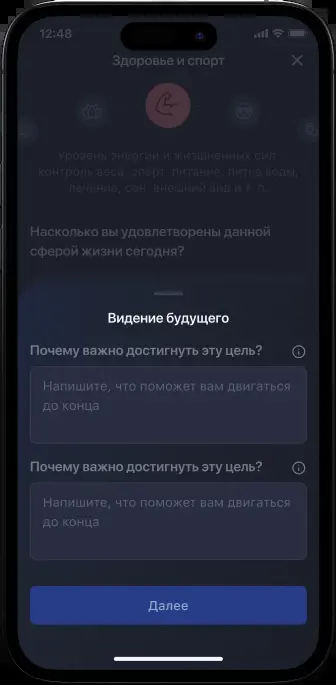 12:48
Здоровье и спорт
Уровень энергии и жизненных сил,
контроль веса, спорт, питание, питье воды,
лечение, сон, внешний вид и т. п.
Насколько вы удовлетворены данной
сферой жизни сегодня?
Видение будущего
Почему важно достигнуть эту цель?
Напишите, что поможет вам двигаться
до конца
Почему важно достигнуть эту цель?
Напишите, что поможет вам двигаться
до конца
Далее